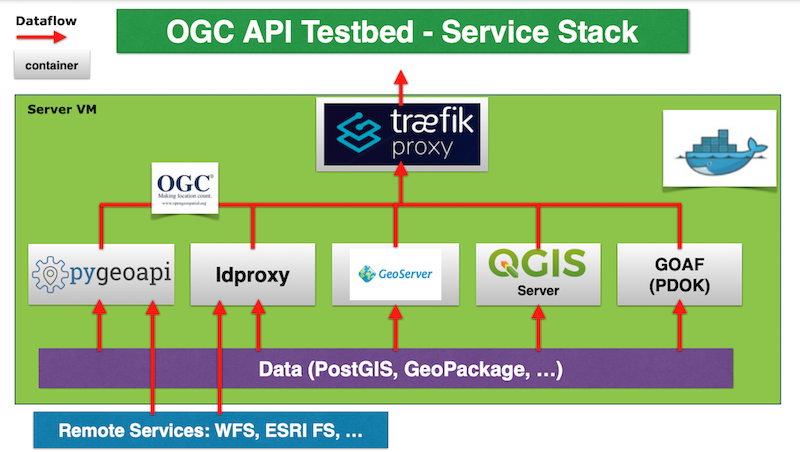 Dataflow
container
OGC API Testbed - Service Stack
Server VM
træfik
proxy
OGC®
Making location count.
www.opengeospatial.org
pygeoapi
ldproxy
GeoServer
QGIS
Server
GOAF
(PDOK)
Data (PostGIS, GeoPackage, ...)
Remote Services: WFS, ESRI FS, ...